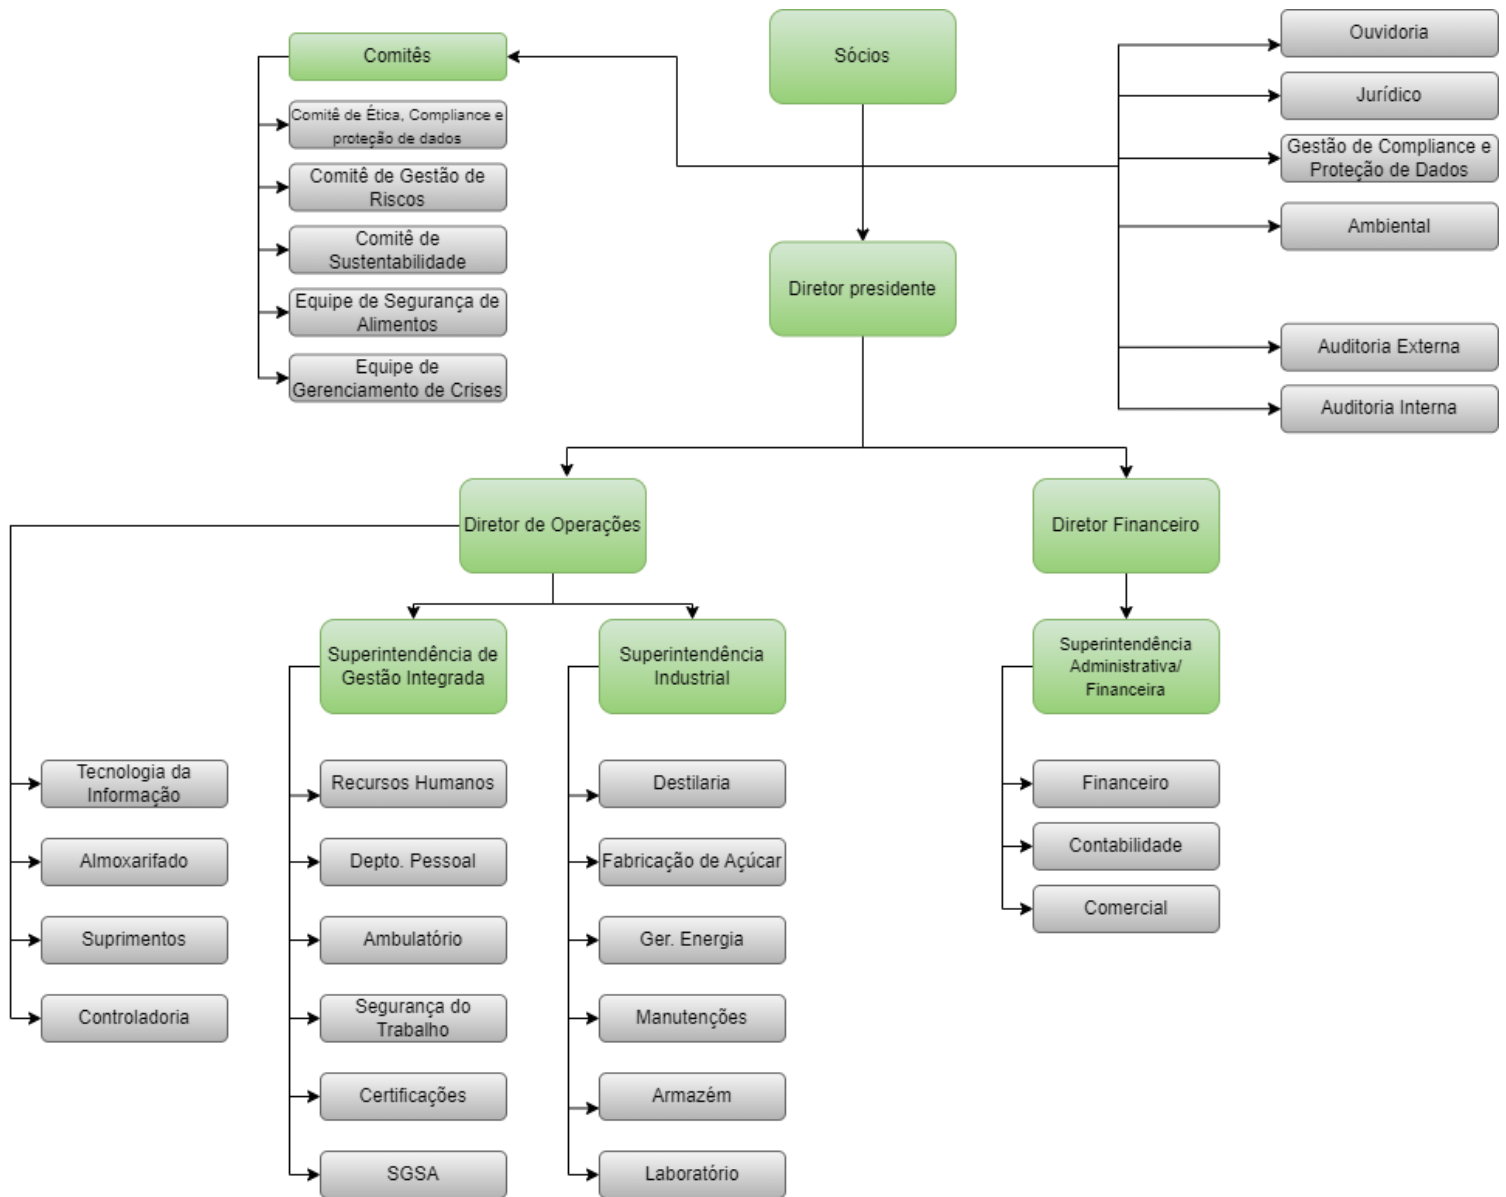 Sócios
Comitês
Comitê de Ética, Compliance e
proteção de dados
Comitê de Gestão de
Riscos
Comitê de
Sustentabilidade
Equipe de Segurança de
Alimentos
Equipe de
Gerenciamento de Crises
Ouvidoria
Jurídico
Gestão de Compliance e
Proteção de Dados
Ambiental
Auditoria Externa
Auditoria Interna
Diretor presidente
Diretor de Operações
Diretor Financeiro
Superintendência de
Gestão Integrada
Superintendência
Industrial
Superintendência
Administrativa/
Financeira
Tecnologia da
Informação
Almoxarifado
Suprimentos
Controladoria
Recursos Humanos
Depto. Pessoal
Ambulatório
Segurança do
Trabalho
Certificações
SGSA
Destilaria
Fabricação de Açúcar
Ger. Energia
Manutenções
Armazém
Laboratório
Financeiro
Contabilidade
Comercial